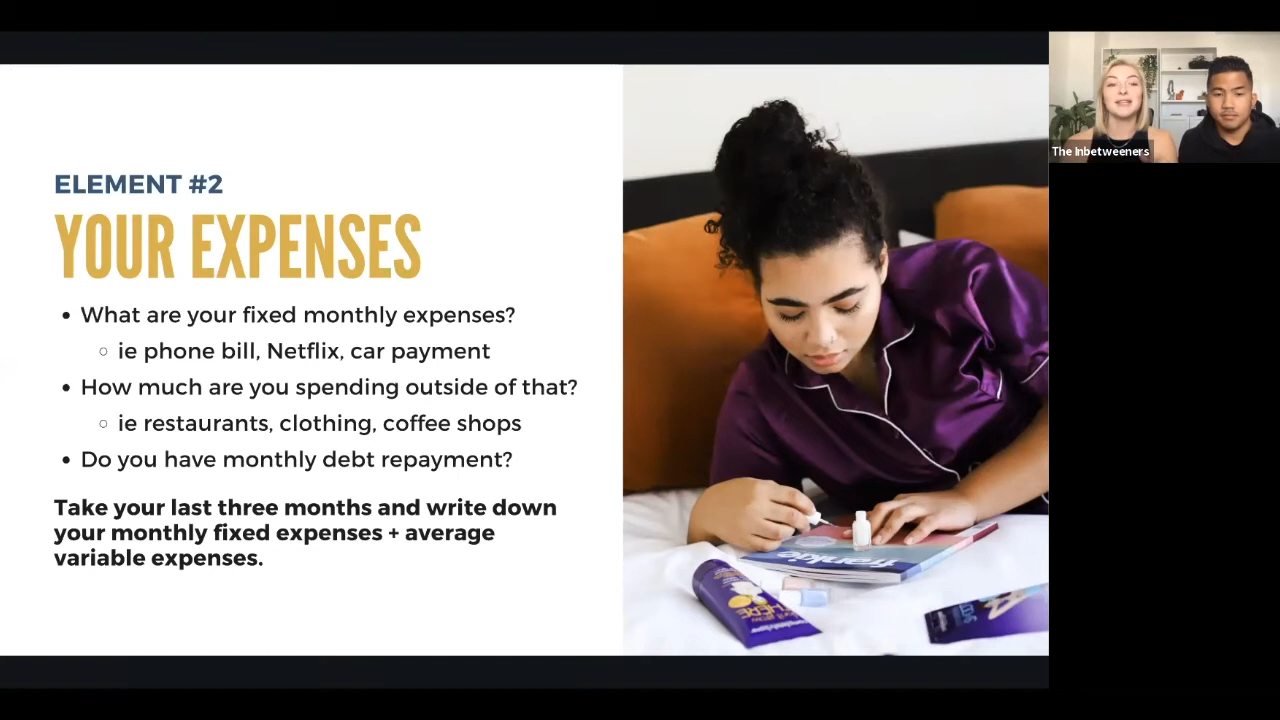 ELEMENT #2
YOUR EXPENSES
• What are your fixed monthly expenses?
◦ ie phone bill, Netflix, car payment
• How much are you spending outside of that?
◦ ie restaurants, clothing, coffee shops
• Do you have monthly debt repayment?
Take your last three months and write down
your monthly fixed expenses + average
variable expenses.
The Inbetweeners
frankie